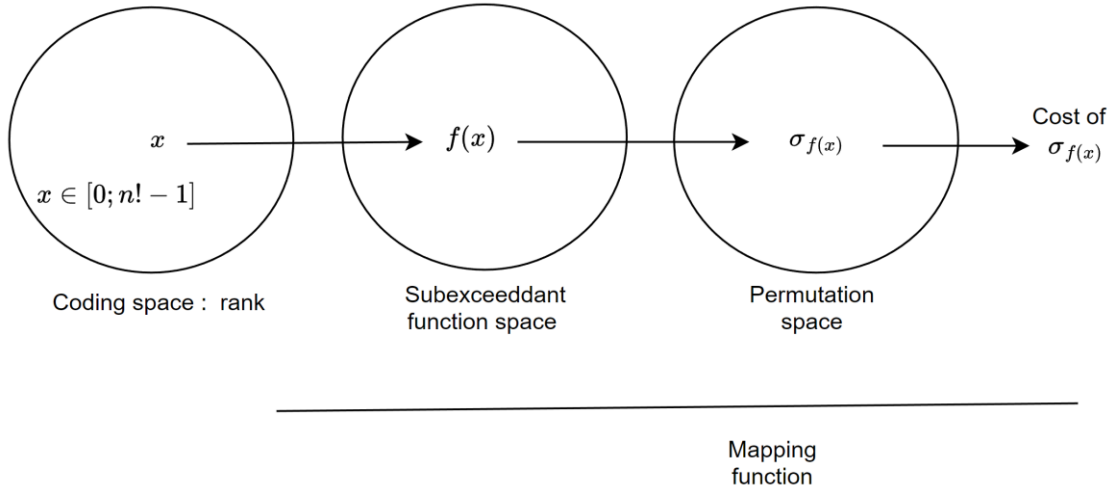 x
f(x)
σ_{f(x)}
Cost of
σ_{f(x)}
x ∈ [0; n! − 1]
Coding space : rank
Subexceeddant
function space
Permutation
space
Mapping
function